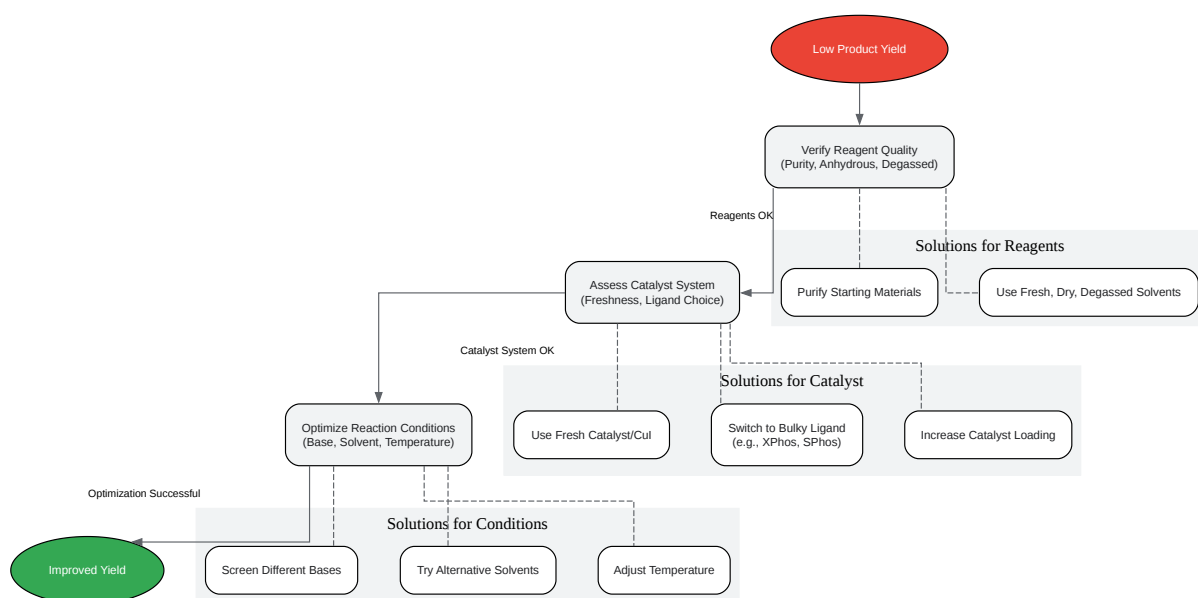 Low Product Yield
Verify Reagent Quality
(Purity, Anhydrous, Degassed)
Reagents OK
Solutions for Reagents
Purify Starting Materials
Use Fresh, Dry, Degassed Solvents
Assess Catalyst System
(Freshness, Ligand Choice)
Catalyst System OK
Solutions for Catalyst
Use Fresh Catalyst/CuI
Switch to Bulky Ligand
(e.g., XPhos, SPhos)
Increase Catalyst Loading
Optimize Reaction Conditions
(Base, Solvent, Temperature)
Optimization Successful
Solutions for Conditions
Improved Yield
Screen Different Bases
Try Alternative Solvents
Adjust Temperature